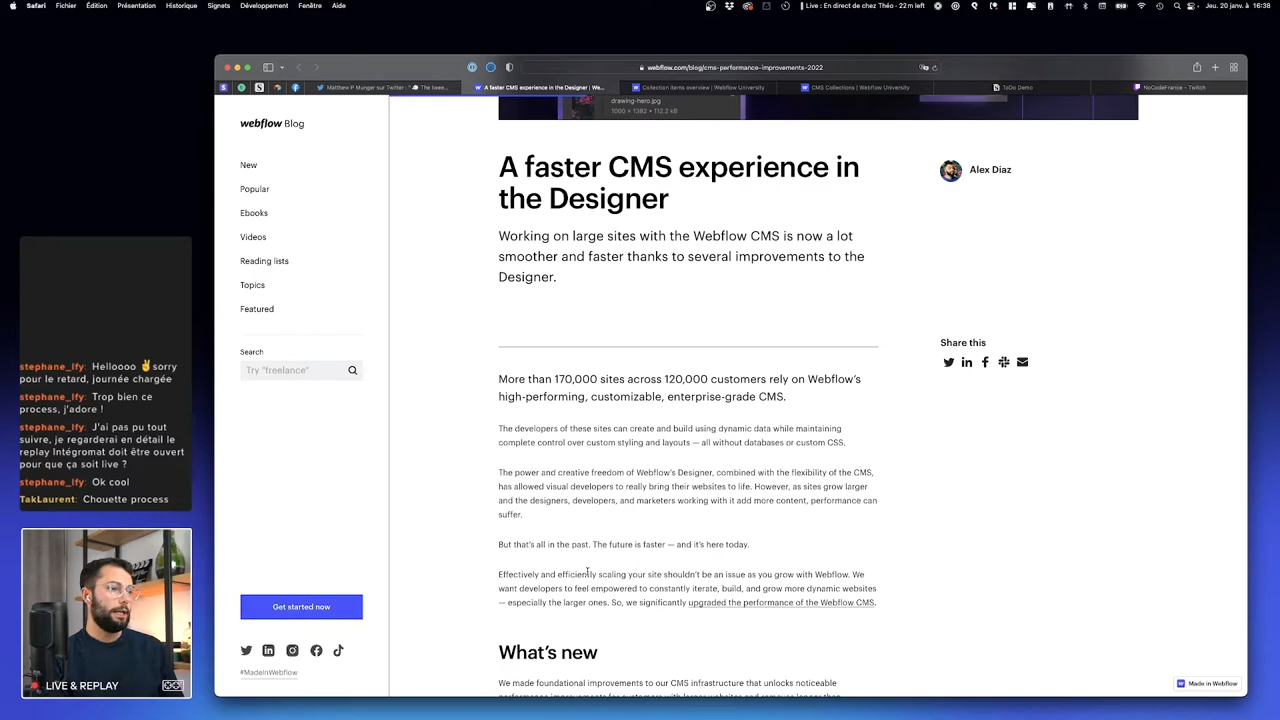 Safari Fichier Édition Présentation Historique Signets Développement Fenêtre Aide
Live : En direct de chez Théo · 22 m left
Jeu. 20 janv. à 16:38
webflow.com/blog/cms-performance-improvements-2022
Matthew P Munger sur Twitter : "
The twee...
A faster CMS experience in the Designer | We...
Collection items overview | Webflow University
CMS Collections | Webflow University
ToDo Demo
NoCodeFrance - Twitch
drawing-hero.jpg
1000 × 1382 • 112.2 kB
webflow Blog
New
Popular
Ebooks
Videos
Reading lists
Topics
Featured
Search
Try "freelance"
Get started now
#MadeinWebflow
A faster CMS experience in
the Designer
Alex Diaz
Working on large sites with the Webflow CMS is now a lot
smoother and faster thanks to several improvements to the
Designer.
Share this
More than 170,000 sites across 120,000 customers rely on Webflow's
high-performing, customizable, enterprise-grade CMS.
The developers of these sites can create and build using dynamic data while maintaining
complete control over custom styling and layouts — all without databases or custom CSS.
The power and creative freedom of Webflow's Designer, combined with the flexibility of the CMS,
has allowed visual developers to really bring their websites to life. However, as sites grow larger
and the designers, developers, and marketers working with it add more content, performance can
suffer.
But that's all in the past. The future is faster — and it's here today.
Effectively and efficiently scaling your site shouldn't be an issue as you grow with Webflow. We
want developers to feel empowered to constantly iterate, build, and grow more dynamic websites
— especially the larger ones. So, we significantly upgraded the performance of the Webflow CMS.
What's new
We made foundational improvements to our CMS infrastructure that unlocks noticeable
Made in Webflow
stephane_lfy: Helloooo ✌️sorry
pour le retard, journée chargée
stephane_lfy: Trop bien ce
process, j'adore !
stephane_lfy: J'ai pas pu tout
suivre, je regarderai en détail le
replay Intégromat doit être ouvert
pour que ça soit live ?
stephane_lfy: Ok cool
TakLaurent: Chouette process
LIVE & REPLAY